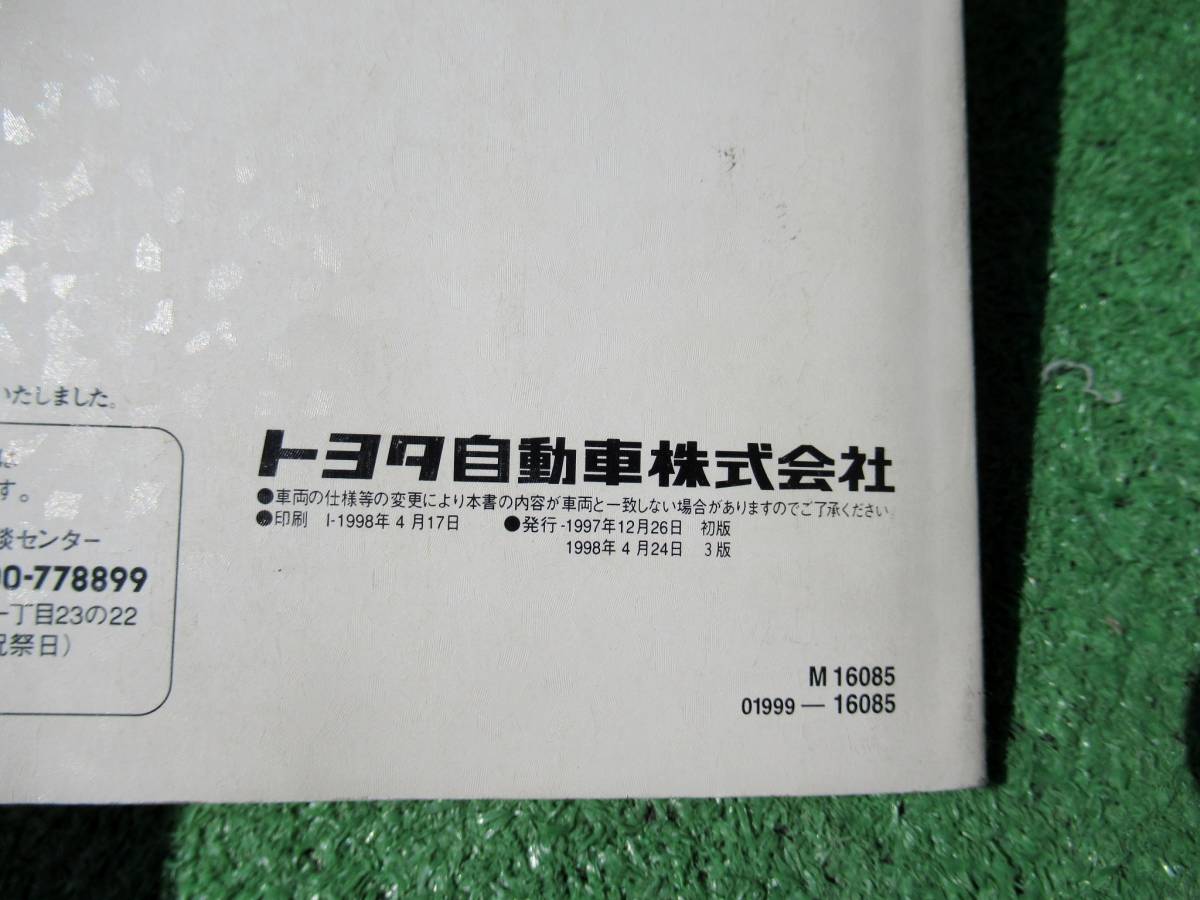 いたしました。
す。
談センター
00-778899
一丁目23の22
祝祭日)
トヨタ自動車株式会社
●車両の仕様等の変更により本書の内容が車両と一致しない場合がありますのでご了承ください。
●印刷 I-1998年4月17日 ●発行-1997年12月26日 初版
1998年4月24日 3版
M 16085
01999 — 16085